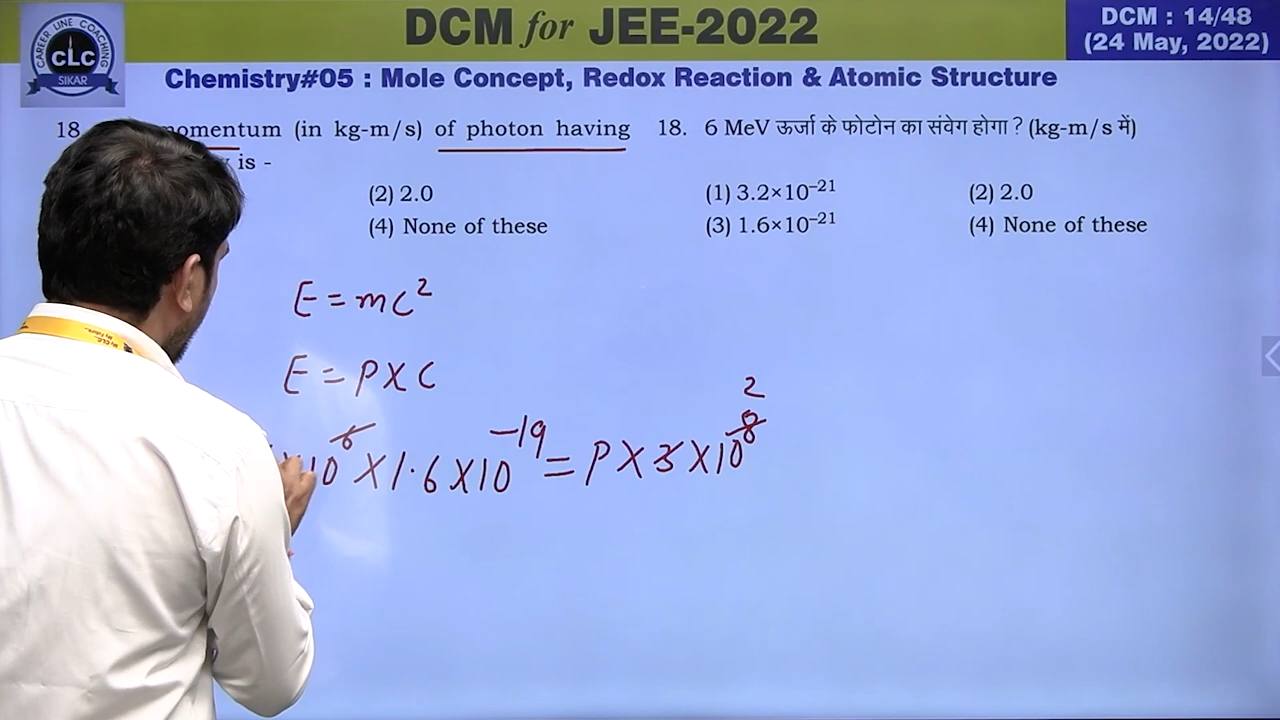 DCM for JEE-2022
DCM : 14/48
(24 May, 2022)
CAREER LINE COACHING
CLC
SIKAR
Chemistry#05 : Mole Concept, Redox Reaction & Atomic Structure
18. momentum (in kg-m/s) of photon having
is -
(2) 2.0
(4) None of these
18. 6 MeV ऊर्जा के फोटोन का संवेग होगा ? (kg-m/s में)
(1) 3.2×10⁻²¹ (2) 2.0
(3) 1.6×10⁻²¹ (4) None of these
E = mc²
E = P X C
X10⁶ X 1.6 X 10⁻¹⁹ = P X 3 X 10⁸
2